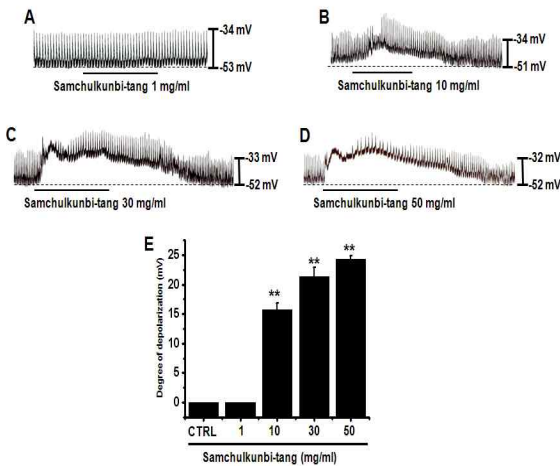 A
-34 mV
-53 mV
Samchulkunbi-tang 1 mg/ml
B
-34 mV
-51 mV
Samchulkunbi-tang 10 mg/ml
C
-33 mV
-52 mV
Samchulkunbi-tang 30 mg/ml
D
-32 mV
-52 mV
Samchulkunbi-tang 50 mg/ml
E
Degree of depolarization (mV)
25
20
15
10
5
0
**
**
**
CTRL 1 10 30 50
Samchulkunbi-tang (mg/ml)